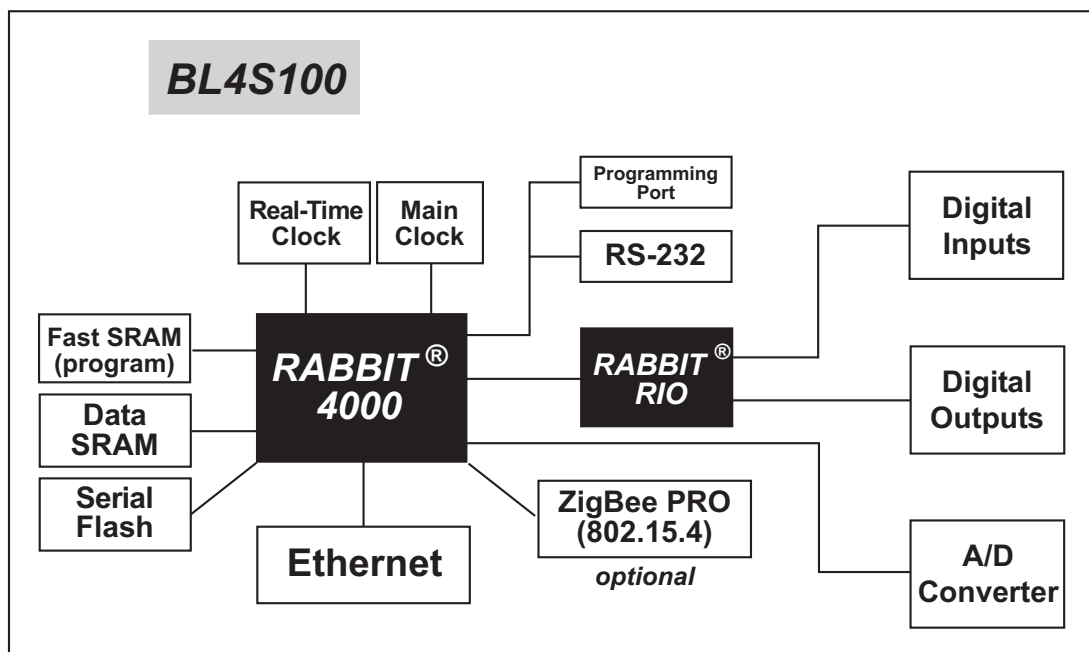 BL4S100
Programming
Port
Real-Time
Clock
Main
Clock
RS-232
Digital
Inputs
Fast SRAM
(program)
RABBIT®
4000
RABBIT®
RIO
Digital
Outputs
Data
SRAM
Serial
Flash
Ethernet
ZigBee PRO
(802.15.4)
optional
A/D
Converter